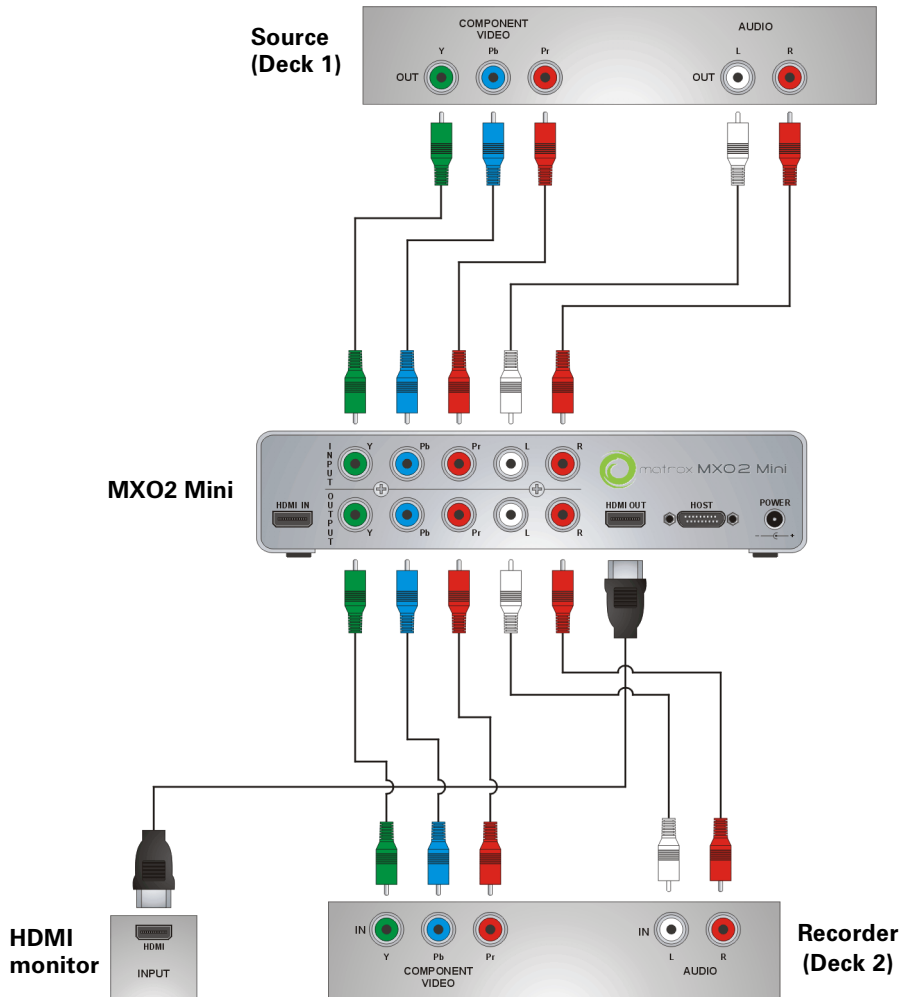 Source
(Deck 1)
COMPONENT
VIDEO
AUDIO
Y Pb Pr
L R
OUT
OUT
MXO2 Mini
INPUT
Y Pb Pr L R
matrox MXO2 Mini
HDMI IN
OUTPUT
Y Pb Pr L R
HDMI OUT
HOST
POWER
- +
HDMI
monitor
HDMI
INPUT
IN
IN
Y Pb Pr
L R
COMPONENT
VIDEO
AUDIO
Recorder
(Deck 2)